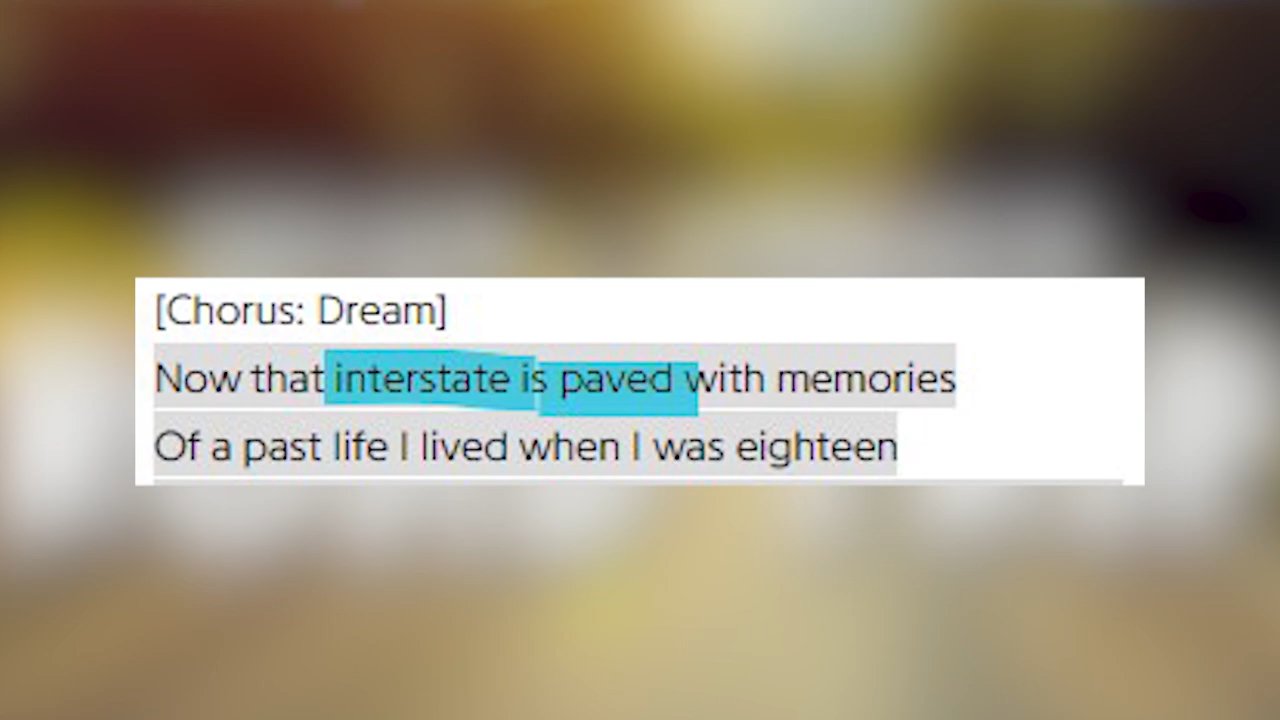 [Chorus: Dream]
Now that interstate is paved with memories
Of a past life I lived when I was eighteen